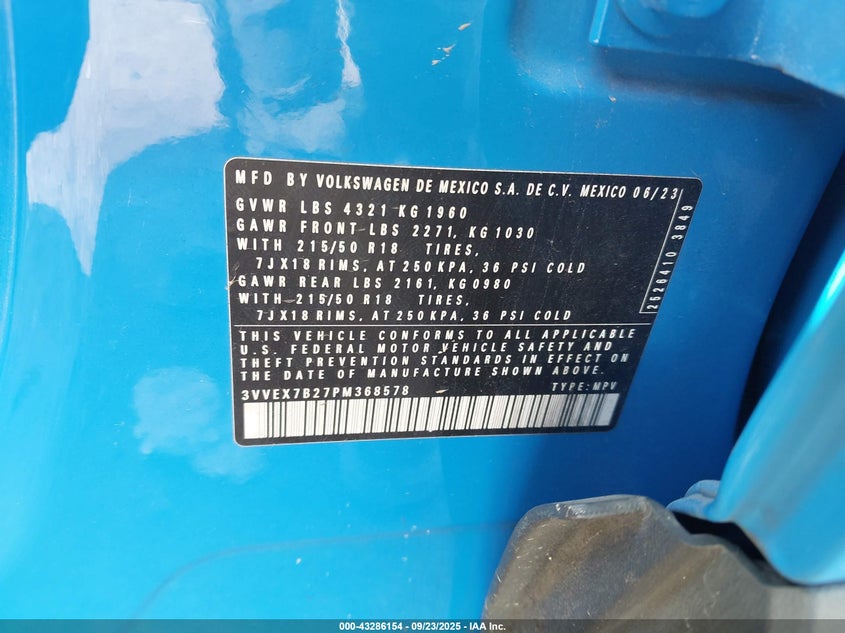 MFD BY VOLKSWAGEN DE MEXICO S.A. DE C.V. MEXICO 06/23
GVWR LBS 4321 KG 1960
GAWR FRONT LBS 2271, KG 1030
WITH 215/50 R18 TIRES,
7JX18 RIMS, AT 250 KPA, 36 PSI COLD
GAWR REAR LBS 2161, KG0980
WITH 215/50 R18 TIRES,
7JX18 RIMS, AT 250 KPA, 36 PSI COLD
THIS VEHICLE CONFORMS TO ALL APPLICABLE
U.S. FEDERAL MOTOR VEHICLE SAFETY AND
THEFT PREVENTION STANDARDS IN EFFECT ON
THE DATE OF MANUFACTURE SHOWN ABOVE.
3VVEX7B27PM368578 TYPE: MPV
2626410 3849
000-43286154 - 09/23/2025 - IAA Inc.